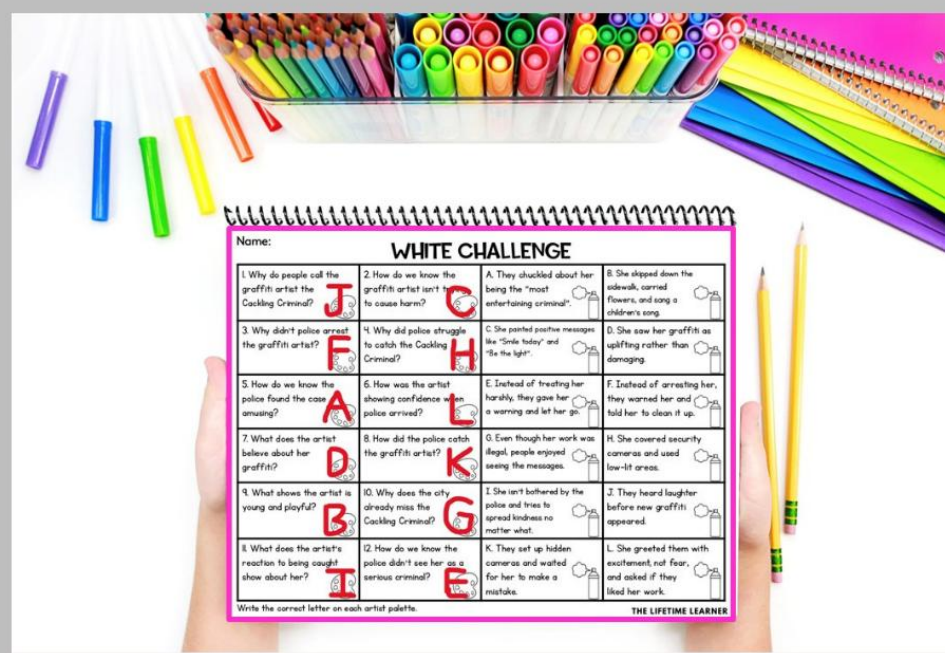 Name:
WHITE CHALLENGE
1. Why do people call the
graffiti artist the
Cackling Criminal?
J
2. How do we know the
graffiti artist isn't
to cause harm?
C
A. They chuckled about her
being the "most
entertaining criminal".
B. She skipped down the
sidewalk, carried
flowers, and sang a
children's song.
3. Why didn't police arrest
the graffiti artist?
F
4. Why did police struggle
to catch the Cackling
Criminal?
H
C. She painted positive messages
like "Smile today" and
"Be the light".
D. She saw her graffiti as
uplifting rather than
damaging.
5. How do we know the
police found the case
amusing?
A
6. How was the artist
showing confidence when
police arrived?
L
E. Instead of treating her
harshly, they gave her
a warning and let her go.
F. Instead of arresting her,
they warned her and
told her to clean it up.
7. What does the artist
believe about her
graffiti?
D
8. How did the police catch
the graffiti artist?
K
G. Even though her work was
illegal, people enjoyed
seeing the messages.
H. She covered security
cameras and used
low-lit areas.
9. What shows the artist is
young and playful?
B
10. Why does the city
already miss the
Cackling Criminal?
G
I. She isn't bothered by the
police and tries to
spread kindness no
matter what.
J. They heard laughter
before new graffiti
appeared.
11. What does the artist's
reaction to being caught
show about her?
I
12. How do we know the
police didn't see her as a
serious criminal?
E
K. They set up hidden
cameras and waited
for her to make a
mistake.
L. She greeted them with
excitement, not fear,
and asked if they
liked her work.
Write the correct letter on each artist palette.
THE LIFETIME LEARNER